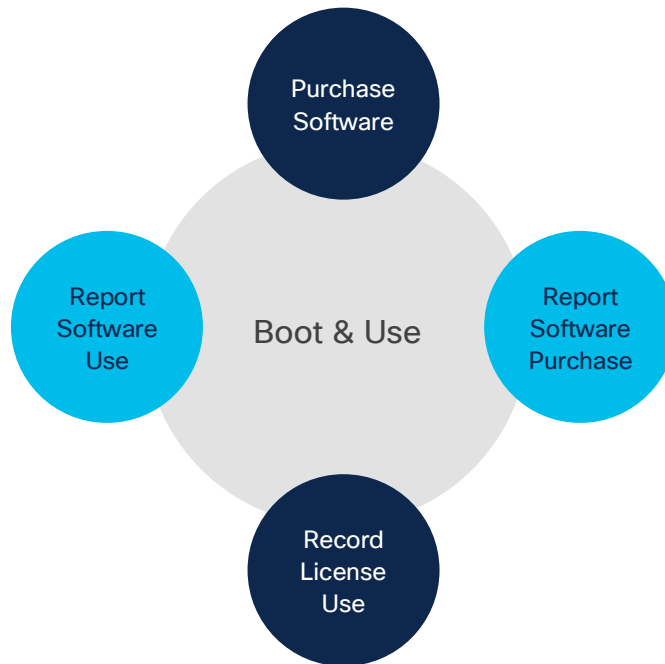 Purchase
Software
Report
Software
Use
Boot & Use
Report
Software
Purchase
Record
License
Use